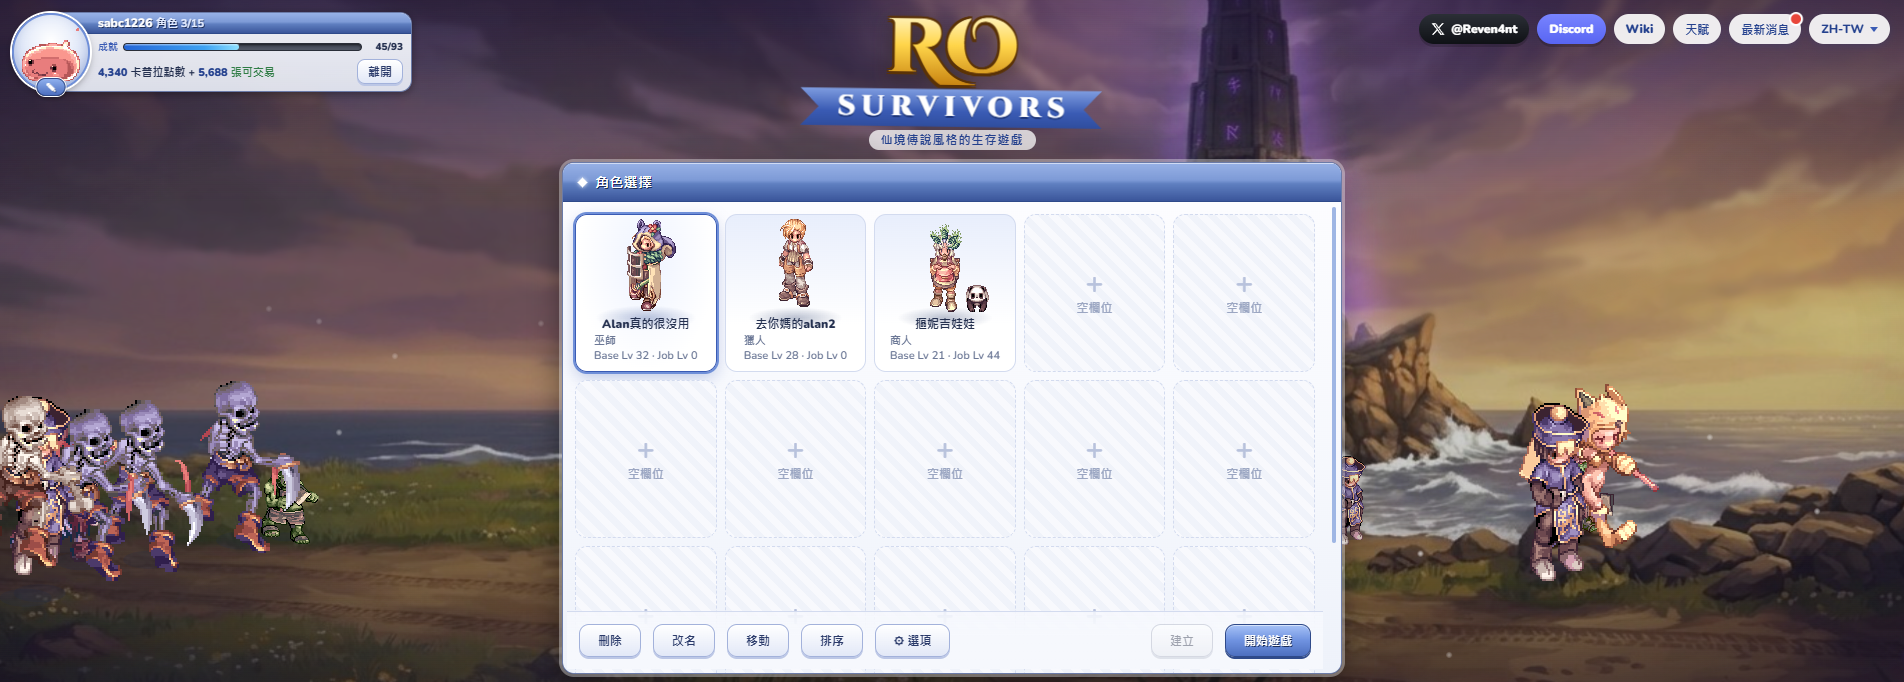 sabc1226 角色 3/15
成就 45/93
4,340 卡普拉點數 + 5,688 張可交易
離開
RO
SURVIVORS
仙境傳說風格的生存遊戲
@Reven4nt
Discord
Wiki
天賦
最新消息
ZH-TW
角色選擇
Alan真的很沒用
巫師
Base Lv 32 · Job Lv 0
去你媽的alan2
獵人
Base Lv 28 · Job Lv 0
摳妮吉娃娃
商人
Base Lv 21 · Job Lv 44
空欄位
空欄位
空欄位
空欄位
空欄位
空欄位
空欄位
刪除
改名
移動
排序
選項
建立
開始遊戲